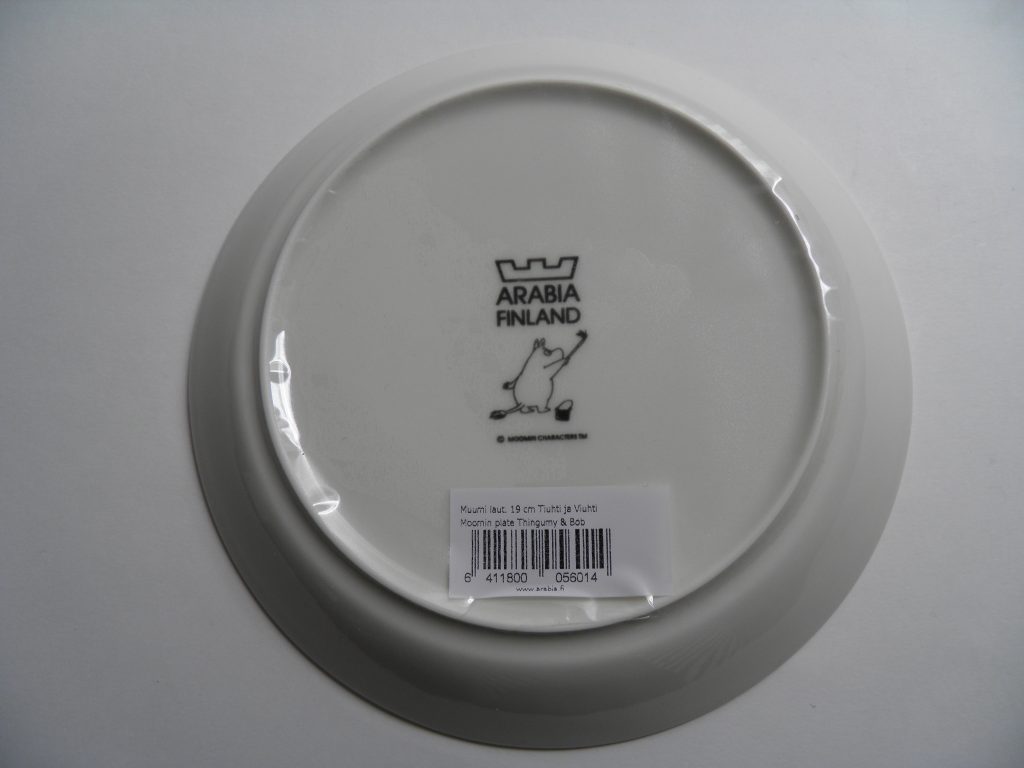 ARABIA
FINLAND
© MOOMIN CHARACTERS TM
Muumi laut. 19 cm Tiuhti ja Viuhti
Moomin plate Thingumy & Bob
6 411800 056014
www.arabia.fi